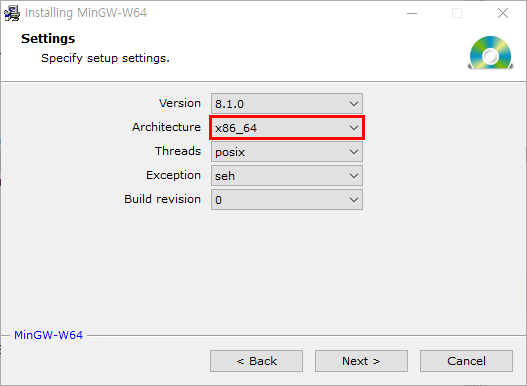 Installing MinGW-W64
Settings
Specify setup settings.
Version 8.1.0
Architecture x86_64
Threads posix
Exception seh
Build revision 0
MinGW-W64
< Back Next > Cancel